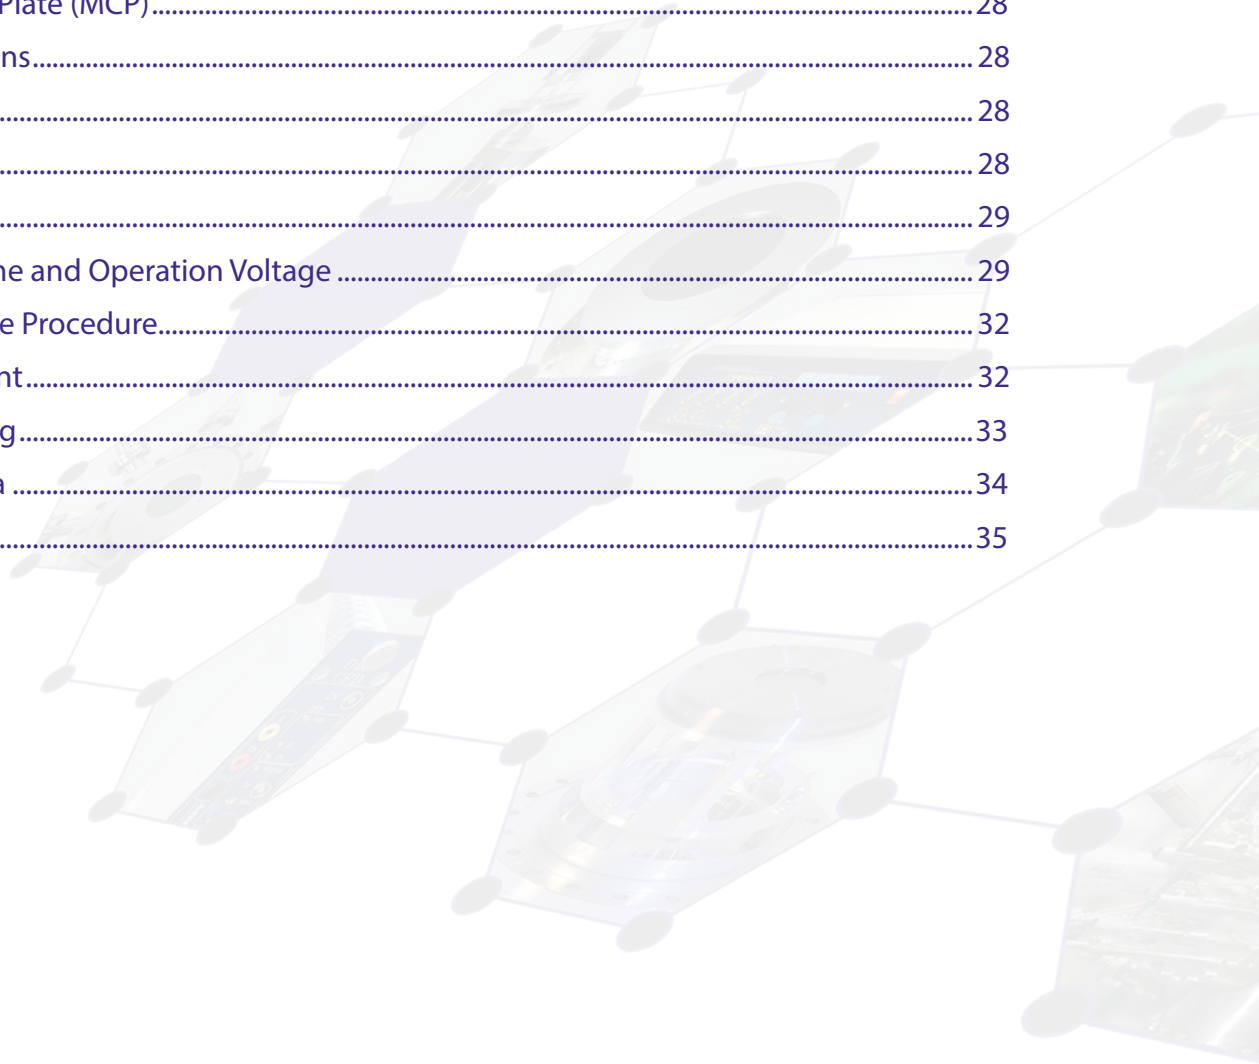 Plate (MCP)........................................................28
ns........................................................28
........................................................28
........................................................28
........................................................29
ne and Operation Voltage ........................................................29
e Procedure........................................................32
nt........................................................32
g........................................................33
a ........................................................34
........................................................35